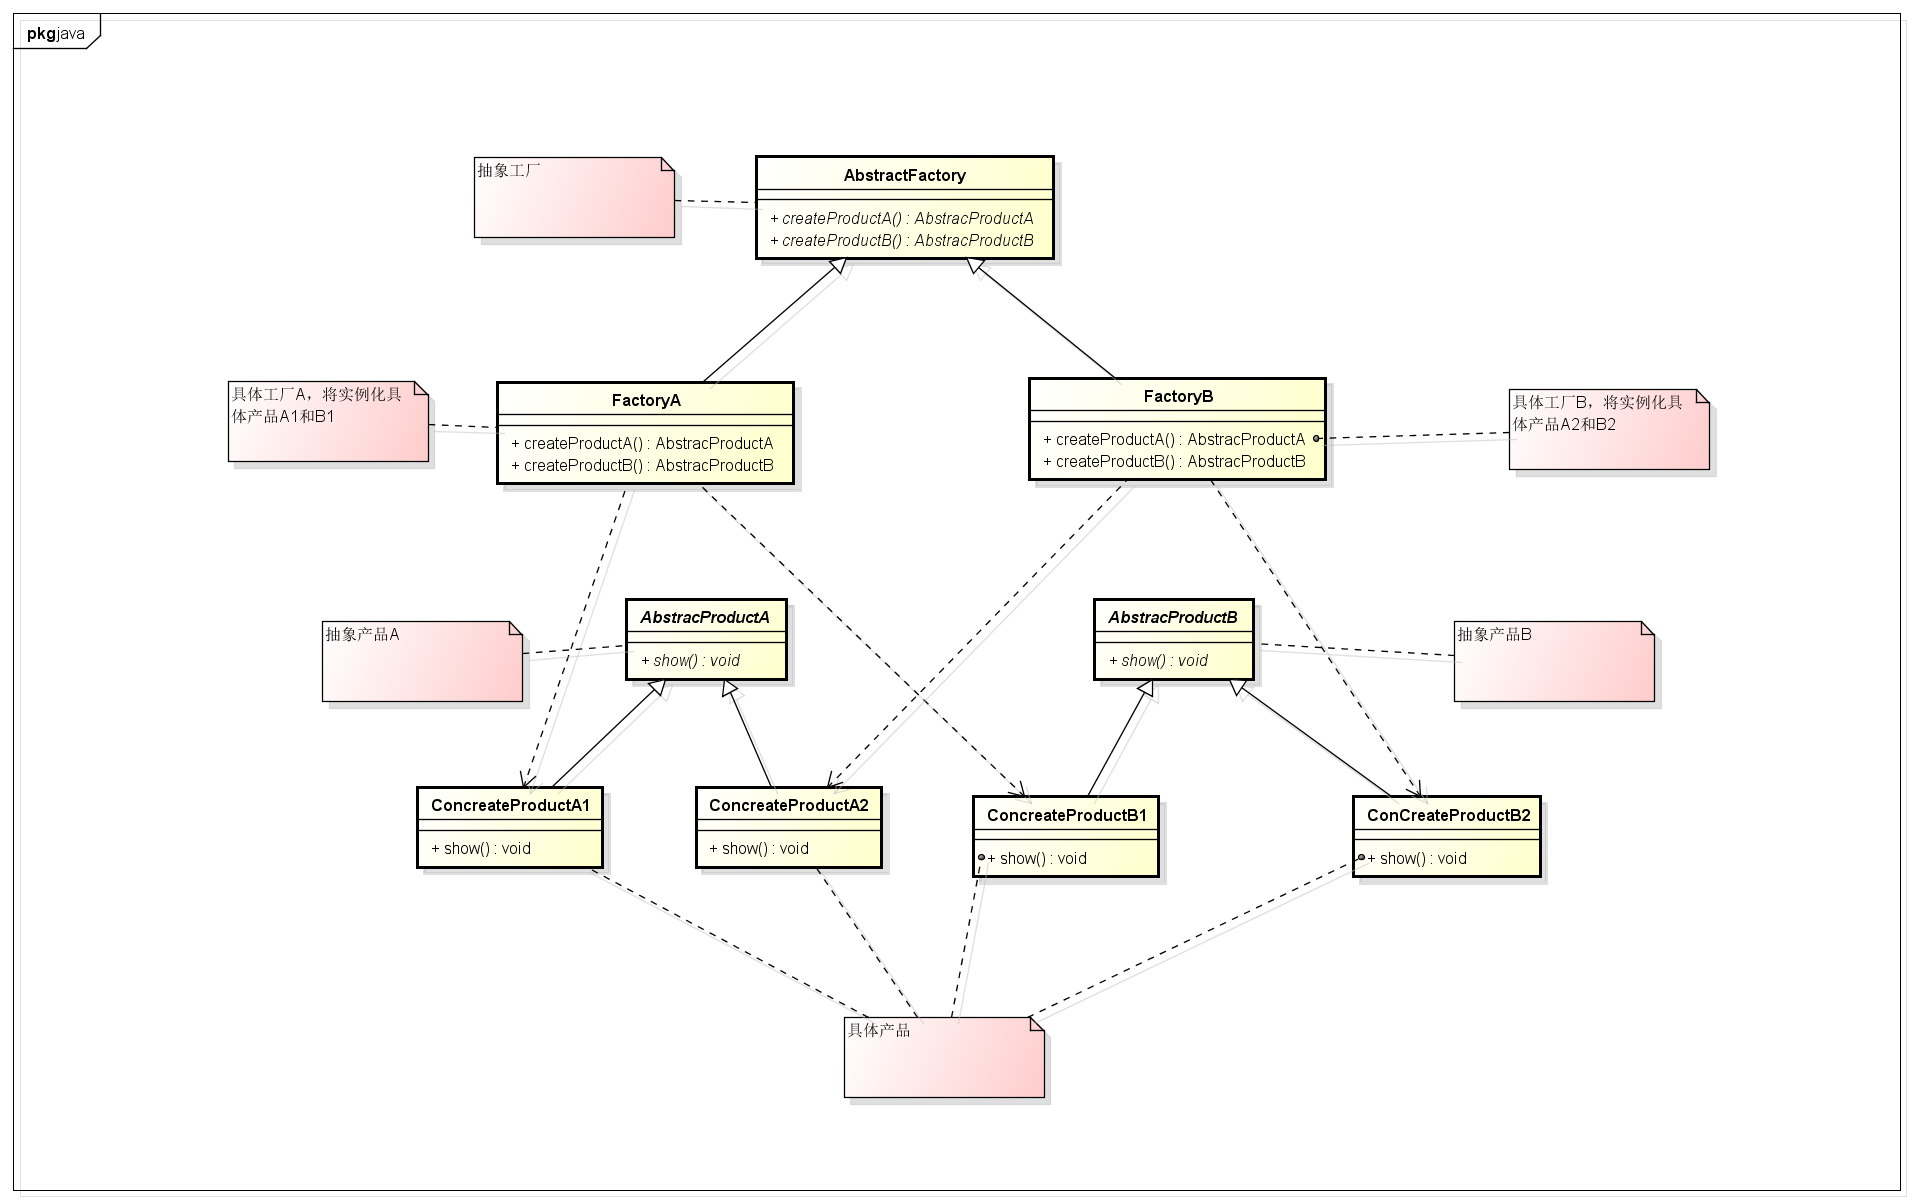 pkgjava
抽象工厂
AbstractFactory
+ createProductA() : AbstracProductA
+ createProductB() : AbstracProductB
具体工厂A，将实例化具
体产品A1和B1
FactoryA
+ createProductA() : AbstracProductA
+ createProductB() : AbstracProductB
FactoryB
+ createProductA() : AbstracProductA
+ createProductB() : AbstracProductB
具体工厂B，将实例化具
体产品A2和B2
抽象产品A
AbstracProductA
+ show() : void
AbstracProductB
+ show() : void
抽象产品B
ConcreateProductA1
+ show() : void
ConcreateProductA2
+ show() : void
ConcreateProductB1
+ show() : void
ConCreateProductB2
+ show() : void
具体产品